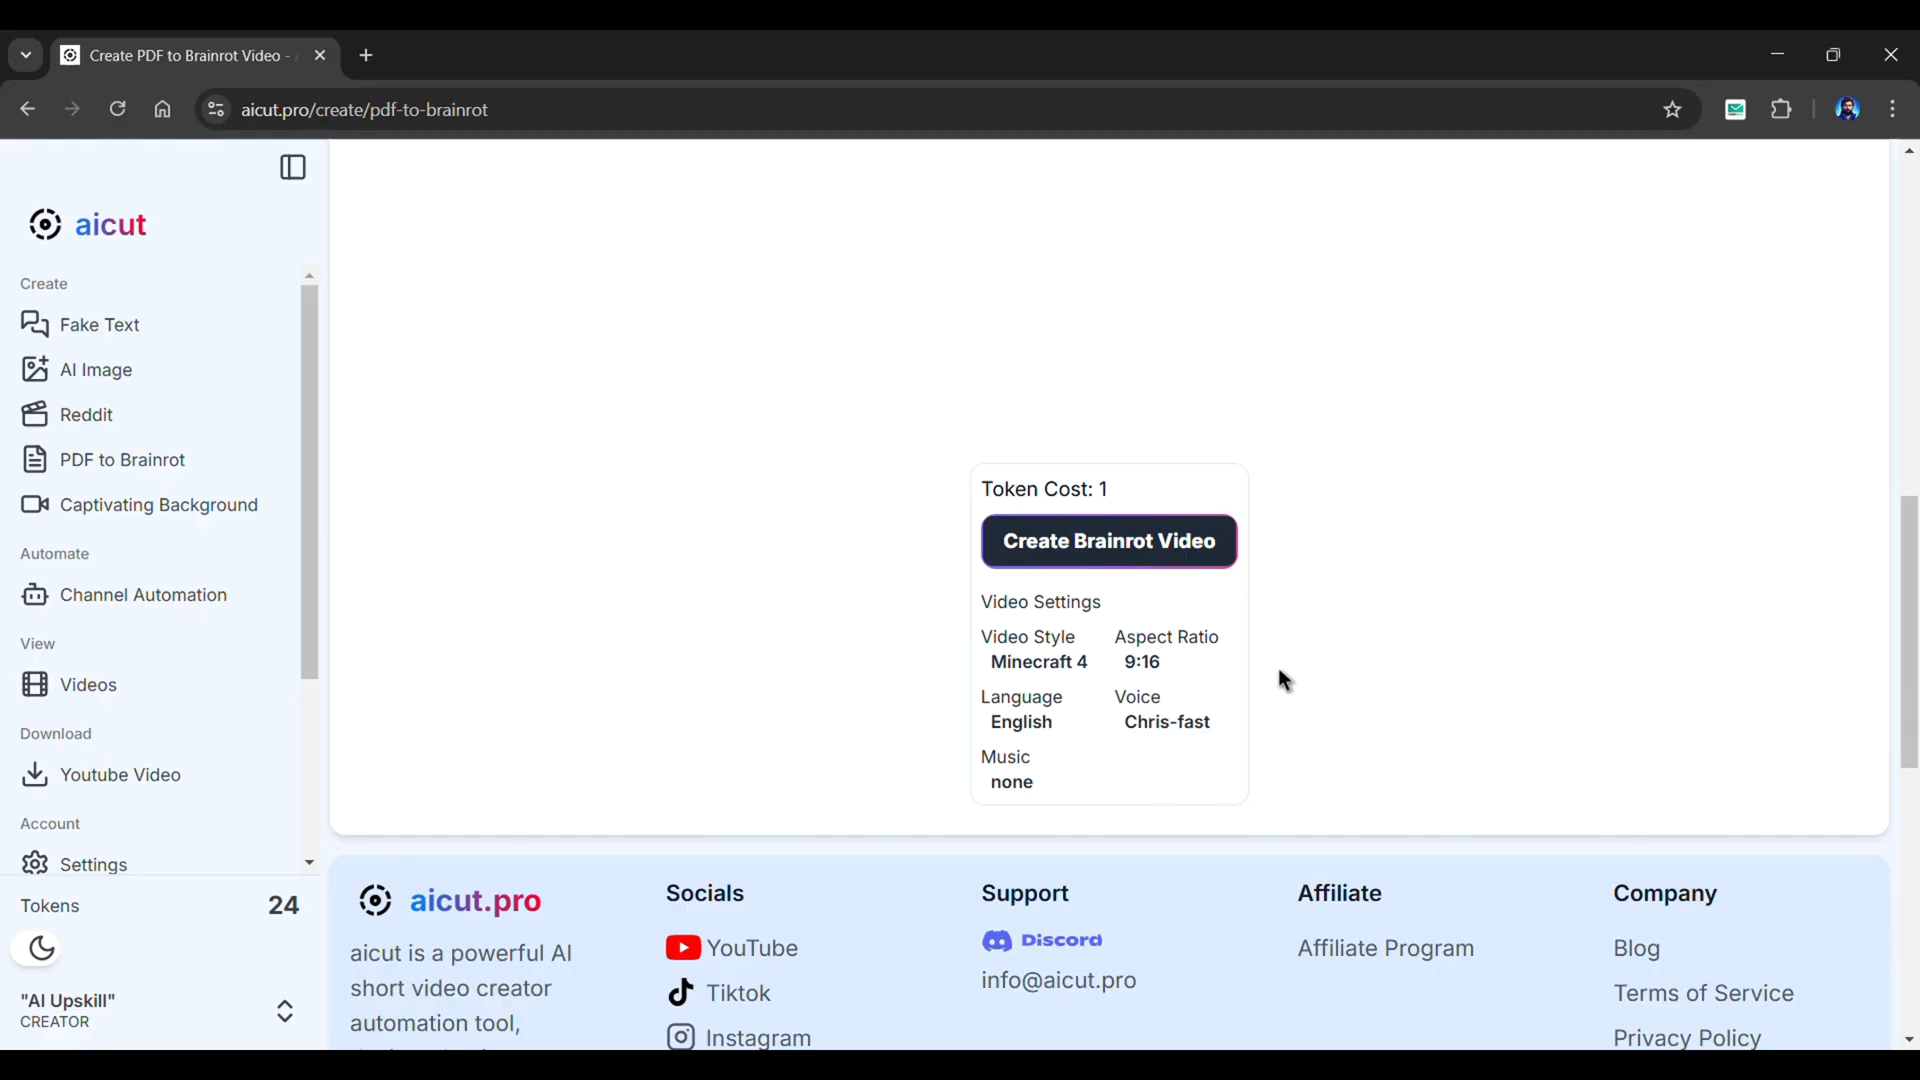 Create PDF to Brainrot Video -
aicut.pro/create/pdf-to-brainrot
aicut
Create
Fake Text
AI Image
Reddit
PDF to Brainrot
Captivating Background
Automate
Channel Automation
View
Videos
Download
Youtube Video
Account
Settings
Tokens 24
"AI Upskill"
CREATOR
Token Cost: 1
Create Brainrot Video
Video Settings
Video Style Aspect Ratio
Minecraft 4 9:16
Language Voice
English Chris-fast
Music
none
aicut.pro
aicut is a powerful AI
short video creator
automation tool,
Socials
YouTube
Tiktok
Instagram
Support
Discord
info@aicut.pro
Affiliate
Affiliate Program
Company
Blog
Terms of Service
Privacy Policy